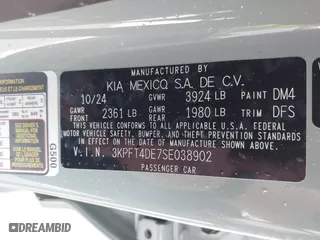 MANUFACTURED BY
KIA MEXICO, S.A. DE C.V.
10/24 GVWR 3924 LB PAINT DM4
GAWR FRONT 2361 LB GAWR REAR 1980 LB TRIM DFS
THIS VEHICLE CONFORMS TO ALL APPLICABLE U.S. FEDERAL
MOTOR VEHICLE SAFETY, BUMPER, AND THEFT PREVENTION
STANDARDS IN EFFECT ON THE DATE OF
MANUFACTURE SHOWN ABOVE.
V.I.N. 3KPFT4DE7SE038902
PASSENGER CAR
G500
DREAMBID